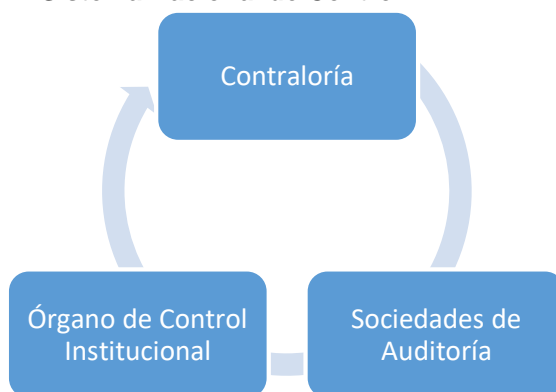 Contraloría
Órgano de Control
Institucional
Sociedades de
Auditoría